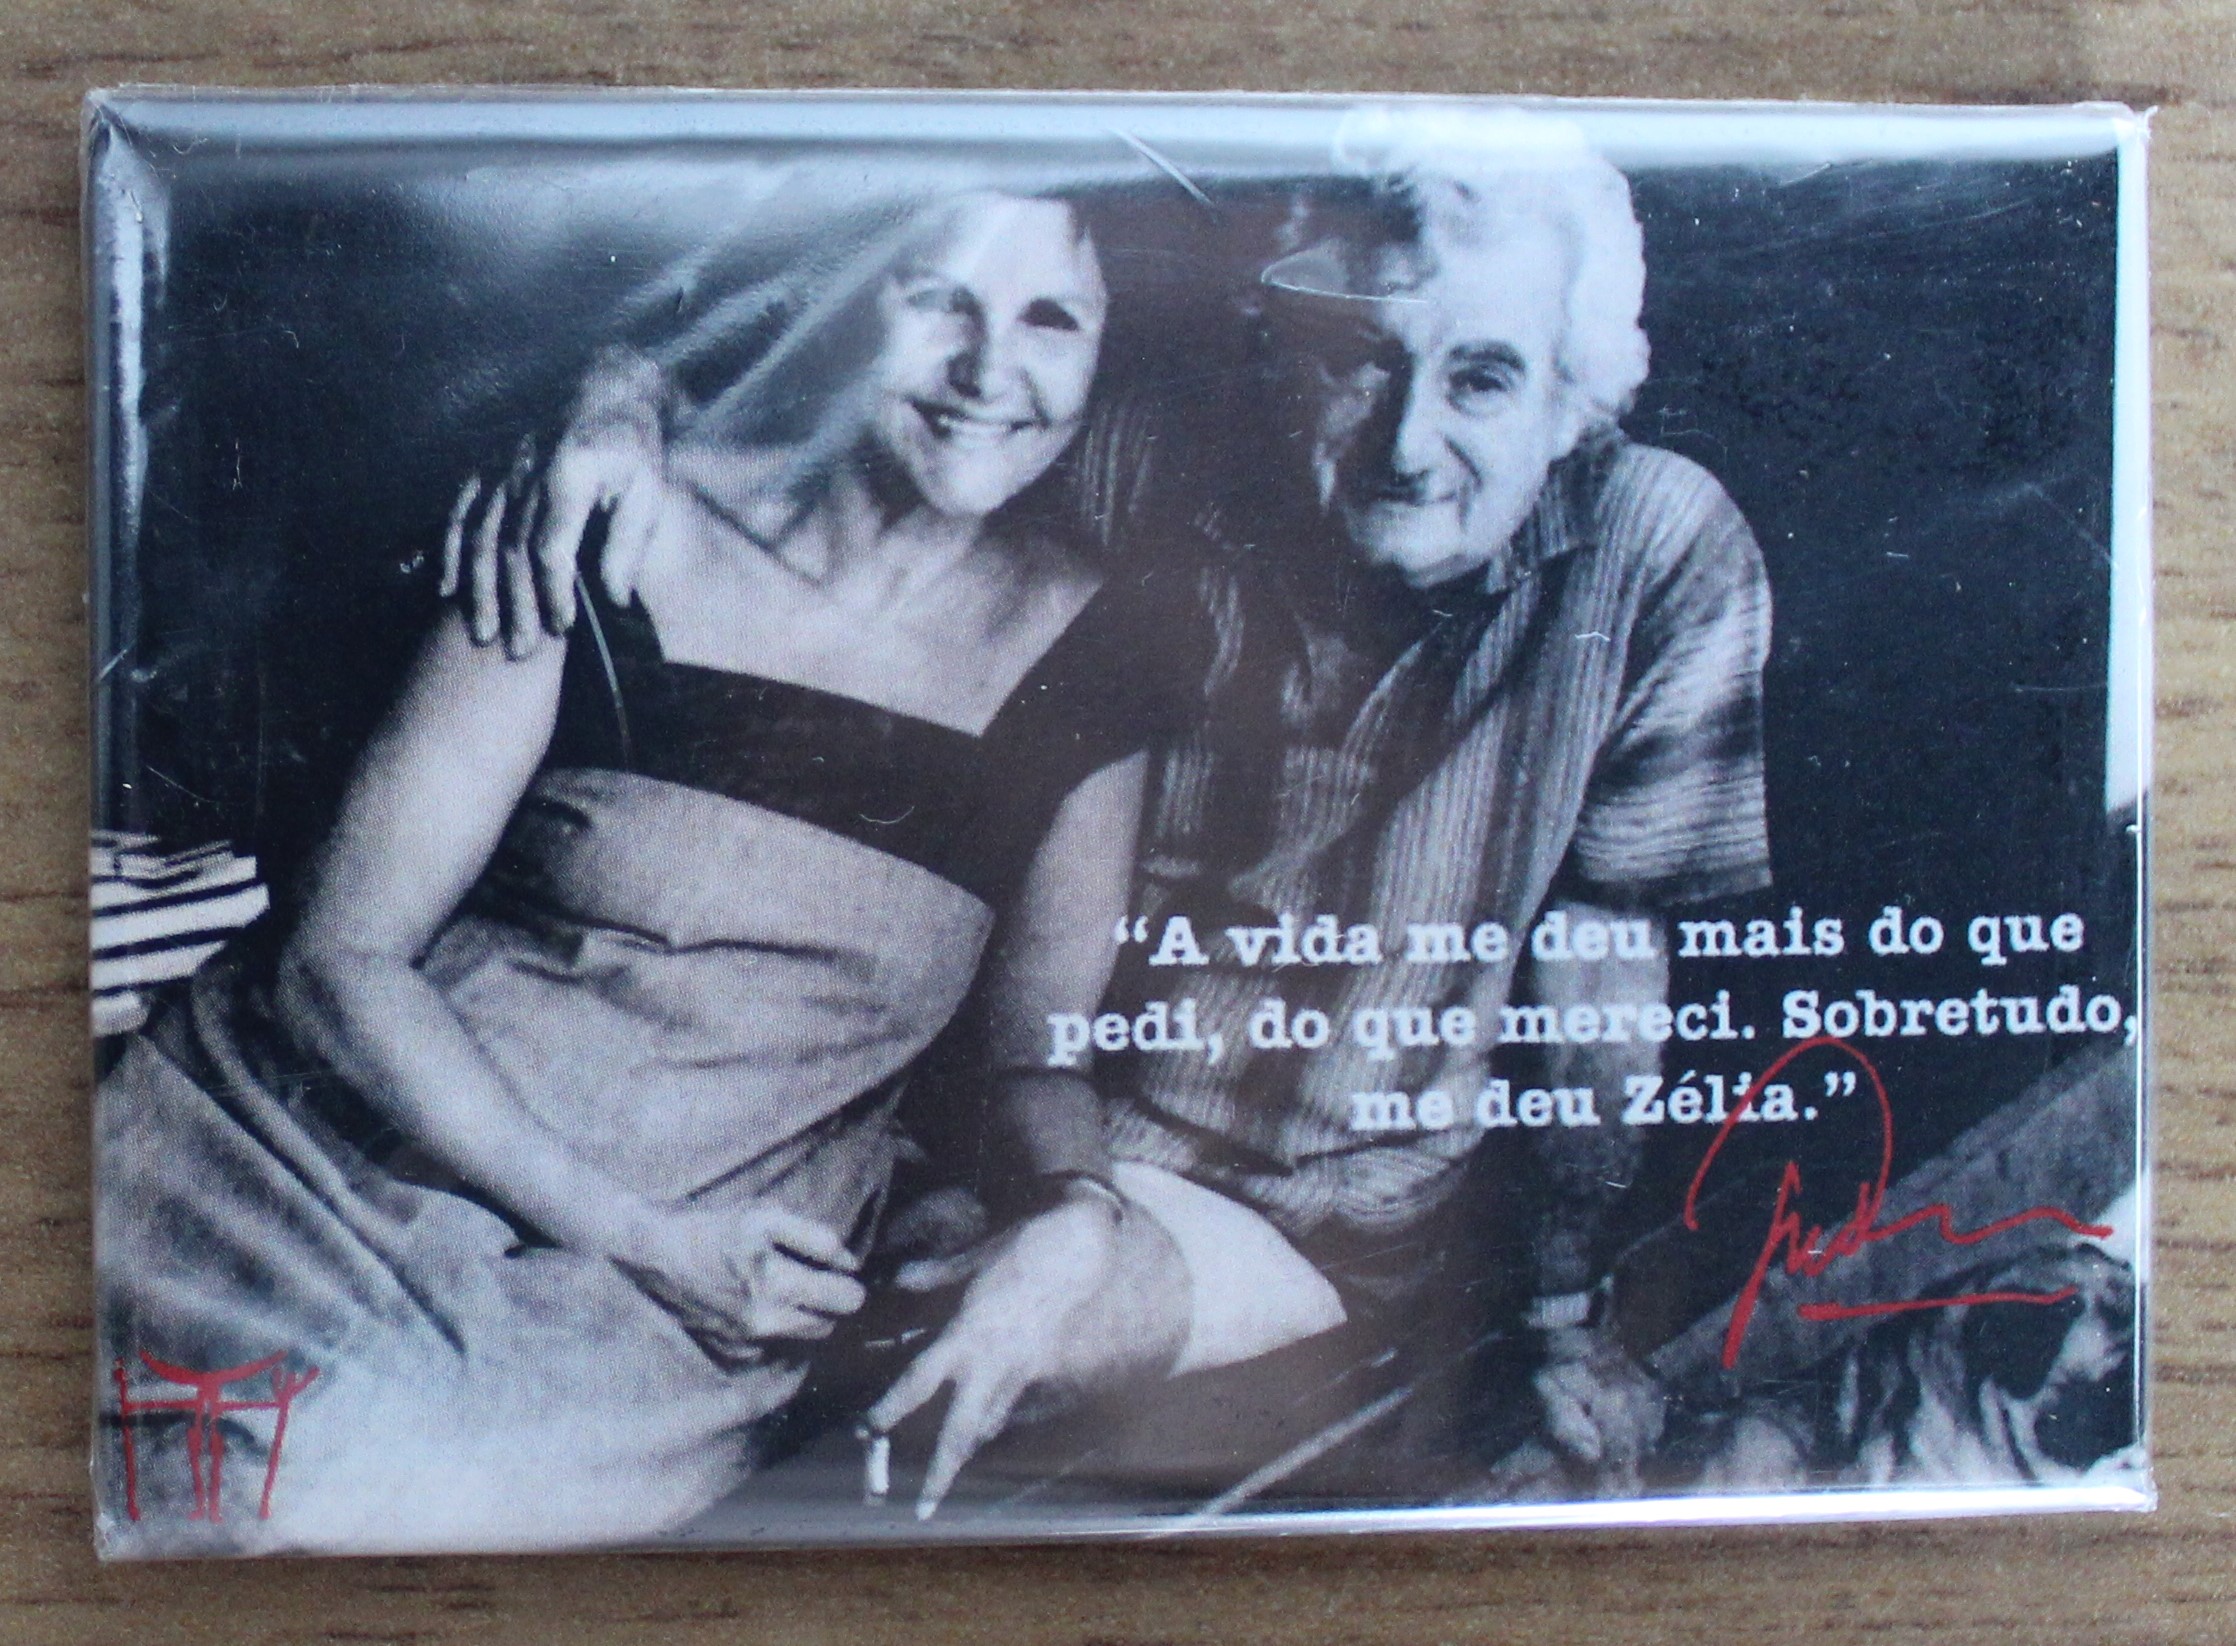 “A vida me deu mais do que
pedi, do que mereci. Sobretudo,
me deu Zélia.”